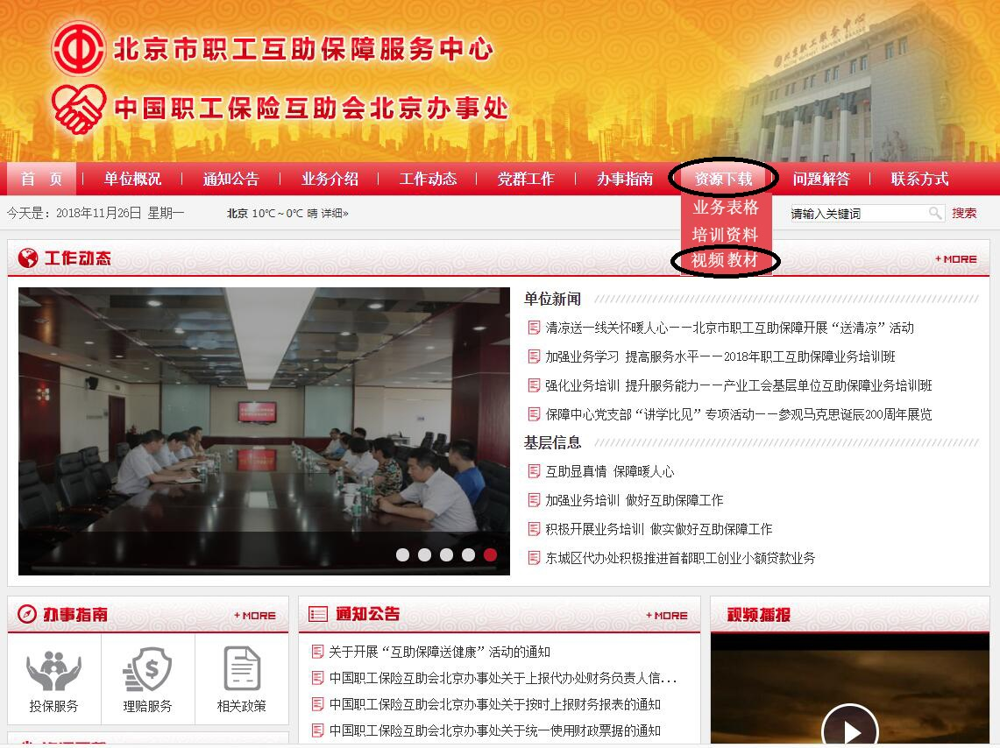 北京市职工互助保障服务中心
中国职工保险互助会北京办事处
首 页 单位概况 通知公告 业务介绍 工作动态 党群工作 办事指南 资源下载 问题解答 联系方式
今天是：2018年11月26日 星期一 北京 10℃～0℃ 晴 详细» 业务表格 请输入关键词 搜索
培训资料
视频教材
工作动态 +MORE
单位新闻
清凉送一线关怀暖人心——北京市职工互助保障开展“送清凉”活动
加强业务学习 提高服务水平——2018年职工互助保障业务培训班
强化业务培训 提升服务能力——产业工会基层单位互助保障业务培训班
保障中心党支部“讲学比见”专项活动——参观马克思诞辰200周年展览
基层信息
互助显真情 保障暖人心
加强业务培训 做好互助保障工作
积极开展业务培训 做实做好互助保障工作
东城区代办处积极推进首都职工创业小额贷款业务
办事指南 +MORE
投保服务 理赔服务 相关政策
通知公告 +MORE
关于开展“互助保障送健康”活动的通知
中国职工保险互助会北京办事处关于上报代办处财务负责人信...
中国职工保险互助会北京办事处关于按时上报财务报表的通知
中国职工保险互助会北京办事处关于统一使用财政票据的通知
视频播报